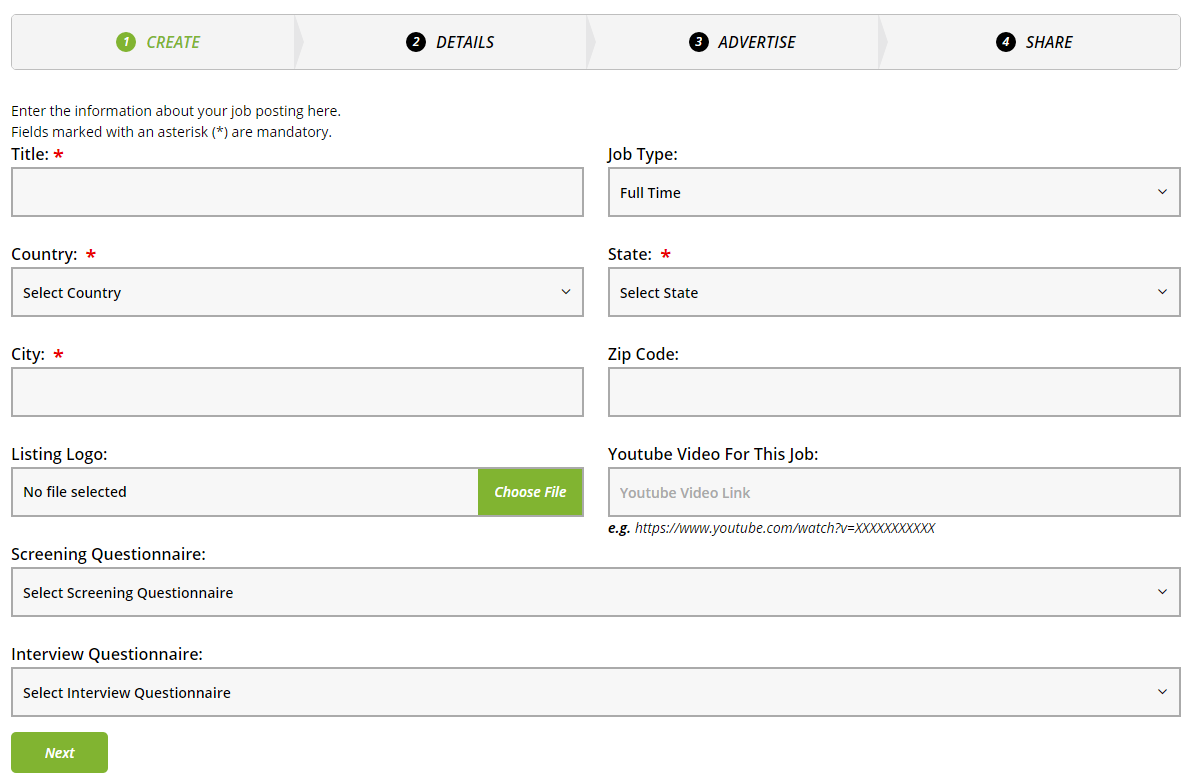 1 CREATE 2 DETAILS 3 ADVERTISE 4 SHARE
Enter the information about your job posting here.
Fields marked with an asterisk (*) are mandatory.
Title: * Job Type:
Full Time
Country: * State: *
Select Country Select State
City: * Zip Code:
Listing Logo: Youtube Video For This Job:
No file selected Choose File Youtube Video Link
e.g. https://www.youtube.com/watch?v=XXXXXXXXXXX
Screening Questionnaire:
Select Screening Questionnaire
Interview Questionnaire:
Select Interview Questionnaire
Next